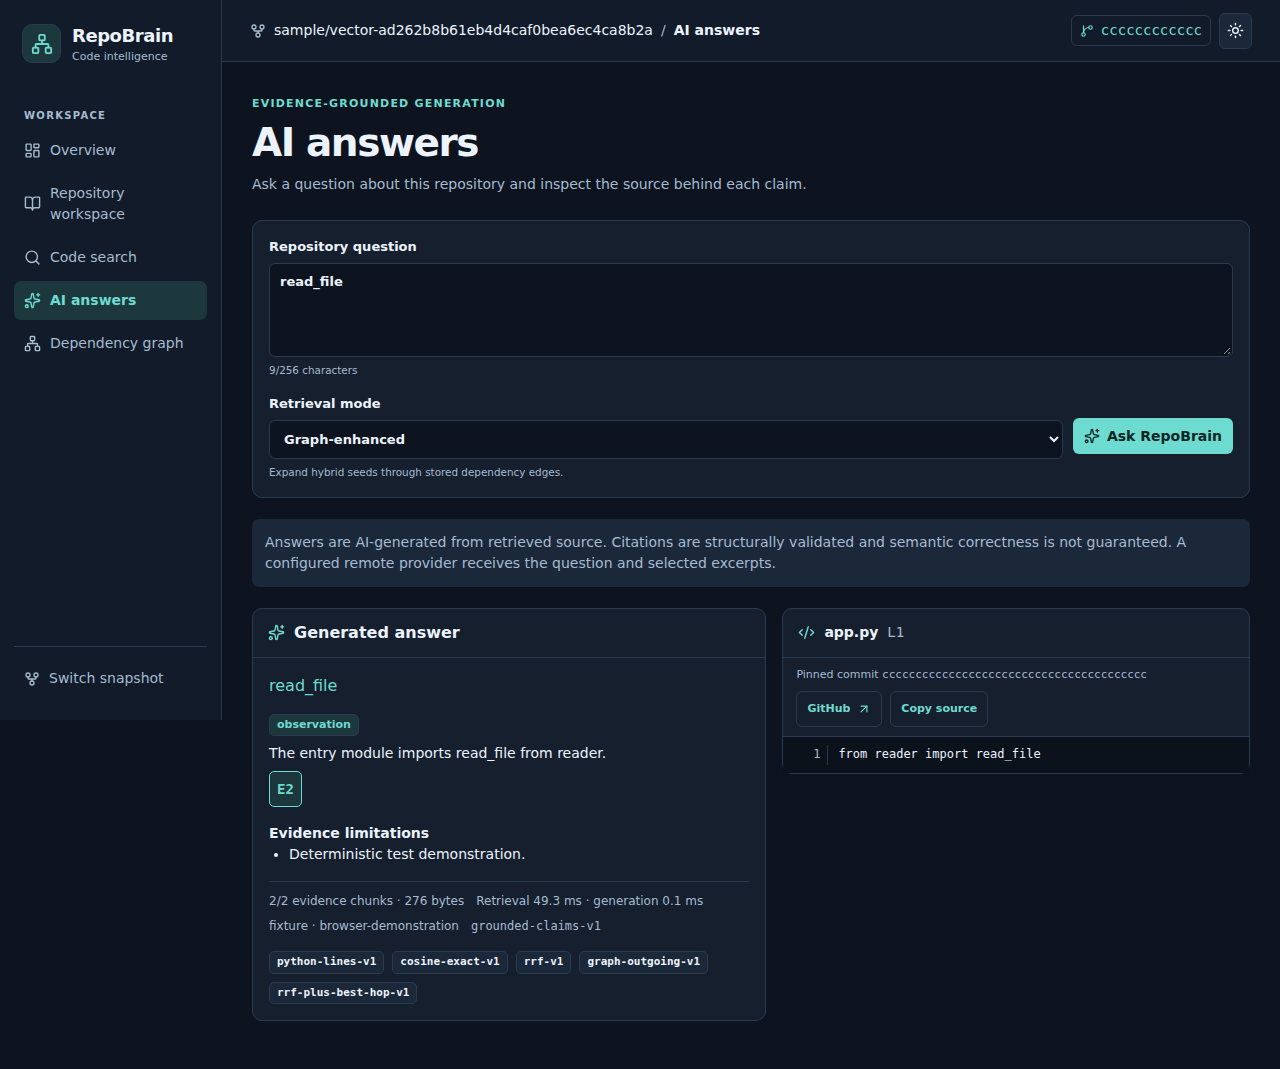 RepoBrain
Code intelligence
WORKSPACE
Overview
Repository
workspace
Code search
AI answers
Dependency graph
Switch snapshot
sample/vector-ad262b8b61eb4d4caf0bea6ec4ca8b2a / AI answers
cccccccccccc
EVIDENCE-GROUNDED GENERATION
AI answers
Ask a question about this repository and inspect the source behind each claim.
Repository question
read_file
9/256 characters
Retrieval mode
Graph-enhanced
Ask RepoBrain
Expand hybrid seeds through stored dependency edges.
Answers are AI-generated from retrieved source. Citations are structurally validated and semantic correctness is not guaranteed. A
configured remote provider receives the question and selected excerpts.
Generated answer
read_file
observation
The entry module imports read_file from reader.
E2
Evidence limitations
• Deterministic test demonstration.
2/2 evidence chunks · 276 bytes Retrieval 49.3 ms · generation 0.1 ms
fixture · browser-demonstration grounded-claims-v1
python-lines-v1 cosine-exact-v1 rrf-v1 graph-outgoing-v1
rrf-plus-best-hop-v1
app.py L1
Pinned commit cccccccccccccccccccccccccccccccccccccccc
GitHub Copy source
1 from reader import read_file